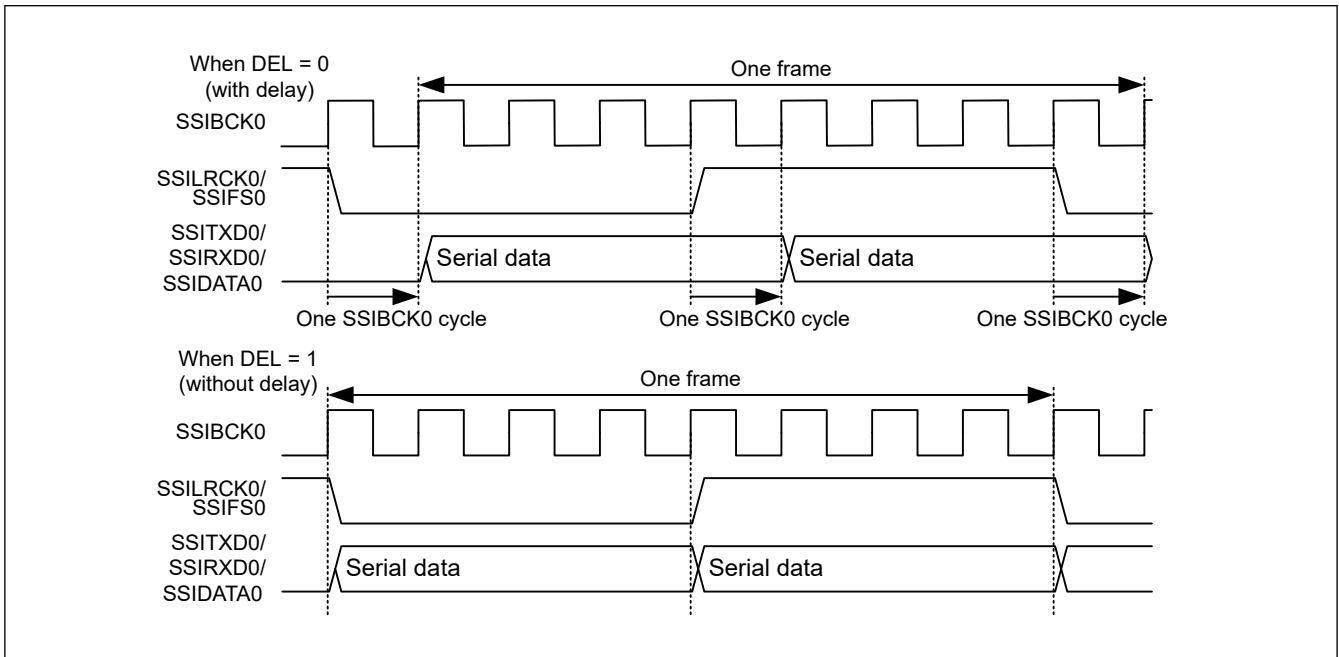 When DEL = 0
(with delay)
One frame
SSIBCK0
SSILRCK0/
SSIFS0
SSITXD0/
SSIRXD0/
SSIDATA0
Serial data
Serial data
One SSIBCK0 cycle
One SSIBCK0 cycle
One SSIBCK0 cycle
When DEL = 1
(without delay)
One frame
SSIBCK0
SSILRCK0/
SSIFS0
SSITXD0/
SSIRXD0/
SSIDATA0
Serial data
Serial data